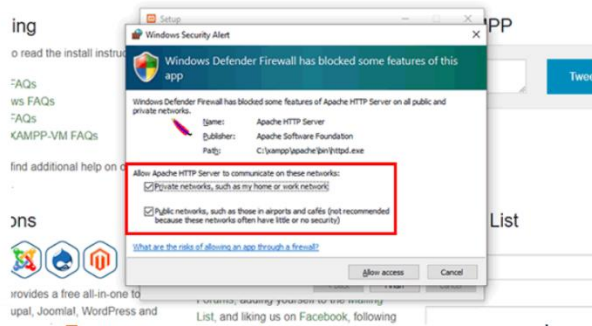 ing
Setup
PP
Windows Security Alert
o read the install instruc
Windows Defender Firewall has blocked some features of this
app
FAQs
ws FAQs
FAQs
XAMPP-VM FAQs
Twee
Windows Defender Firewall has blocked some features of Apache HTTP Server on all public and
private networks.
Name: Apache HTTP Server
Publisher: Apache Software Foundation
Path: C:\xampp\apache\bin\httpd.exe
find additional help on
Allow Apache HTTP Server to communicate on these networks:
Private networks, such as my home or work network
Public networks, such as those in airports and cafés (not recommended
because these networks often have little or no security)
ons
List
What are the risks of allowing an app through a firewall?
Allow access Cancel
rovides a free all-in-one to
upal, Joomla!, WordPress and
Forums, adding yourself to the Mailing
List, and liking us on Facebook, following